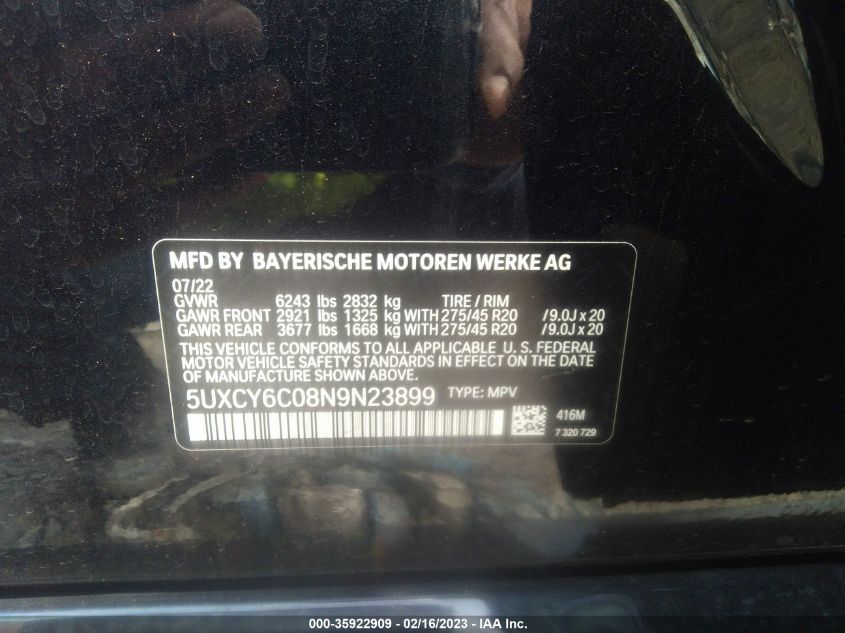 MFD BY BAYERISCHE MOTOREN WERKE AG
07/22
GVWR 6243 lbs 2832 kg TIRE / RIM
GAWR FRONT 2921 lbs 1325 kg WITH 275/45 R20 /9.0J x 20
GAWR REAR 3677 lbs 1668 kg WITH 275/45 R20 /9.0J x 20
THIS VEHICLE CONFORMS TO ALL APPLICABLE U. S. FEDERAL
MOTOR VEHICLE SAFETY STANDARDS IN EFFECT ON THE DATE
OF MANUFACTURE SHOWN ABOVE.
5UXCY6C08N9N23899 TYPE: MPV
416M
7 320 729
000-35922909 - 02/16/2023 - IAA Inc.